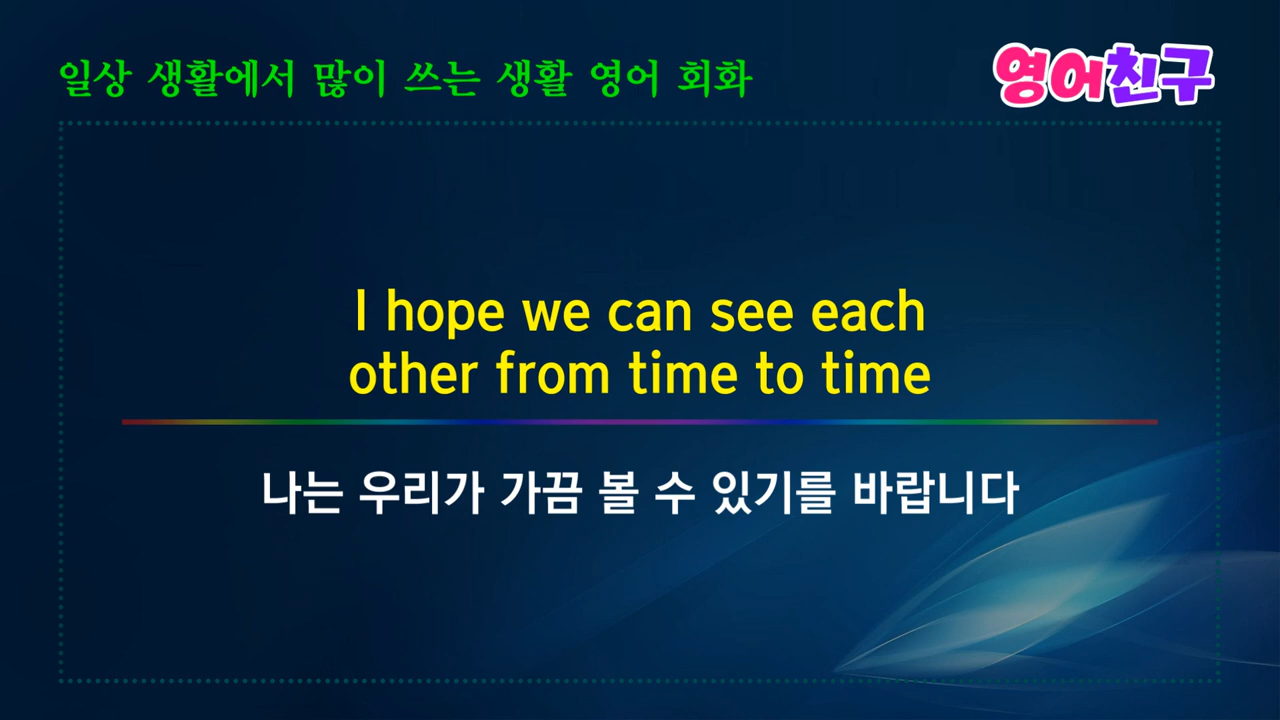 일상 생활에서 많이 쓰는 생활 영어 회화
영어친구
I hope we can see each
other from time to time
나는 우리가 가끔 볼 수 있기를 바랍니다